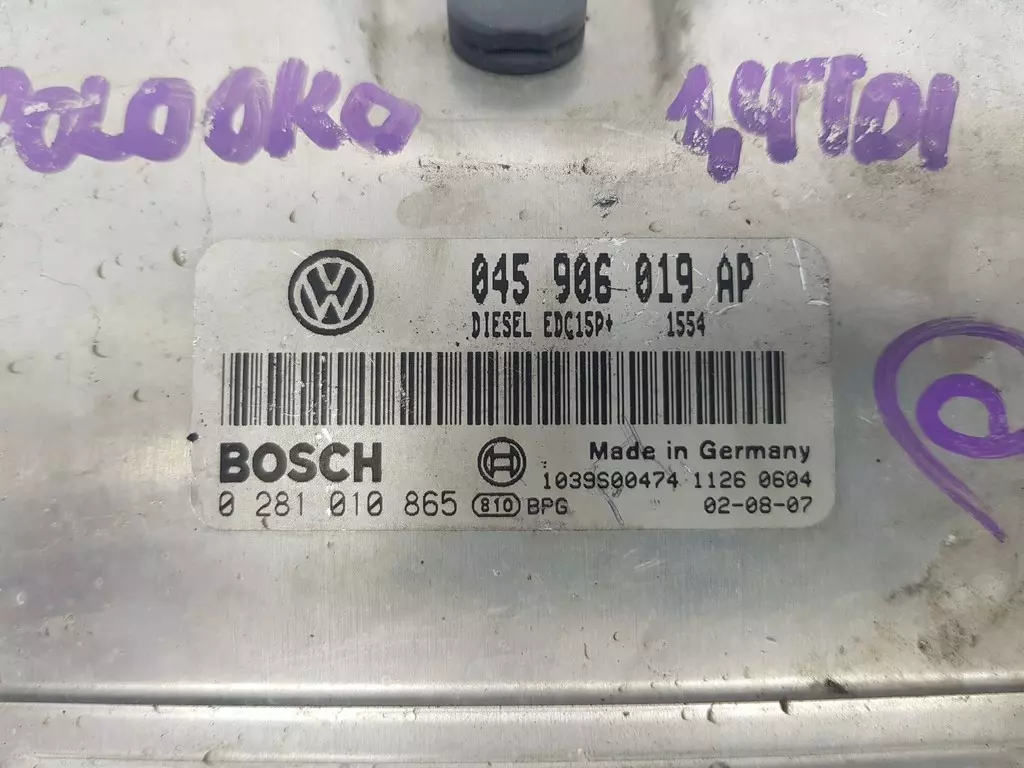 POLO OKO 1,4TDI
045 906 019 AP
DIESEL EDC15P+ 1554
BOSCH Made in Germany
1039S00474 1126 0604
0 281 010 865 810 BPG 02-08-07